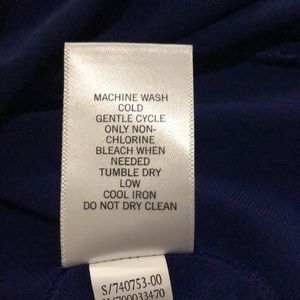 MACHINE WASH
COLD
GENTLE CYCLE
ONLY NON-
CHLORINE
BLEACH WHEN
NEEDED
TUMBLE DRY
LOW
COOL IRON
DO NOT DRY CLEAN
S/740753-00